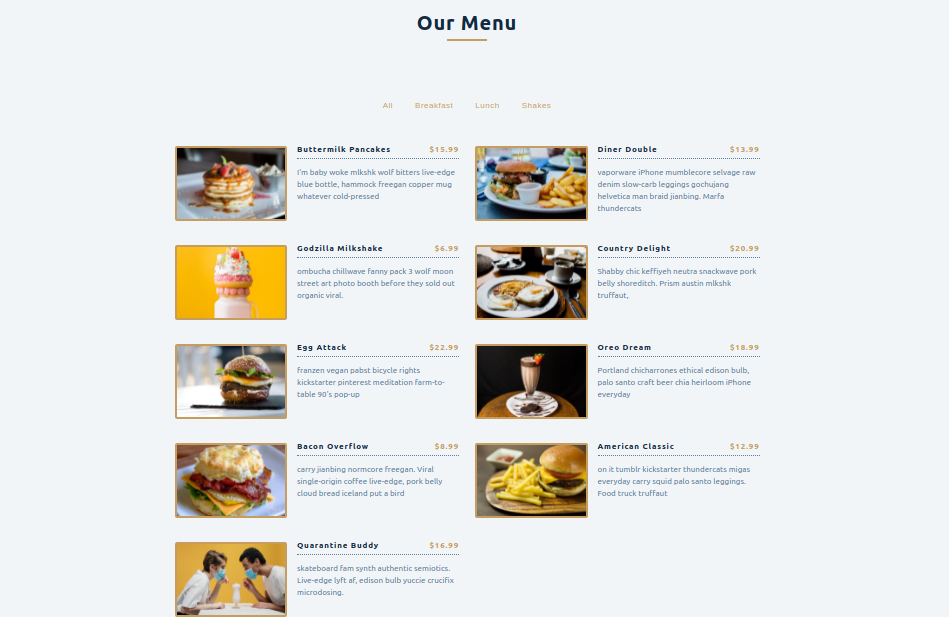 Our Menu
All
Breakfast
Lunch
Shakes
Buttermilk Pancakes $15.99
I'm baby woke mlkshk wolf bitters live-edge
blue bottle, hammock freegan copper mug
whatever cold-pressed
Diner Double $13.99
vaporware iPhone mumblecore selvage raw
denim slow-carb leggings gochujang
helvetica man braid jianbing. Marfa
thundercats
Godzilla Milkshake $6.99
ombucha chillwave fanny pack 3 wolf moon
street art photo booth before they sold out
organic viral.
Country Delight $20.99
Shabby chic keffiyeh neutra snackwave pork
belly shoreditch. Prism austin mlkshk
truffaut,
Egg Attack $22.99
franzen vegan pabst bicycle rights
kickstarter pinterest meditation farm-to-
table 90's pop-up
Oreo Dream $18.99
Portland chicharrones ethical edison bulb,
palo santo craft beer chia heirloom iPhone
everyday
Bacon Overflow $8.99
carry jianbing normcore freegan. Viral
single-origin coffee live-edge, pork belly
cloud bread iceland put a bird
American Classic $12.99
on it tumblr kickstarter thundercats migas
everyday carry squid palo santo leggings.
Food truck truffaut
Quarantine Buddy $16.99
skateboard fam synth authentic semiotics.
Live-edge lyft af, edison bulb yuccie crucifix
microdosing.